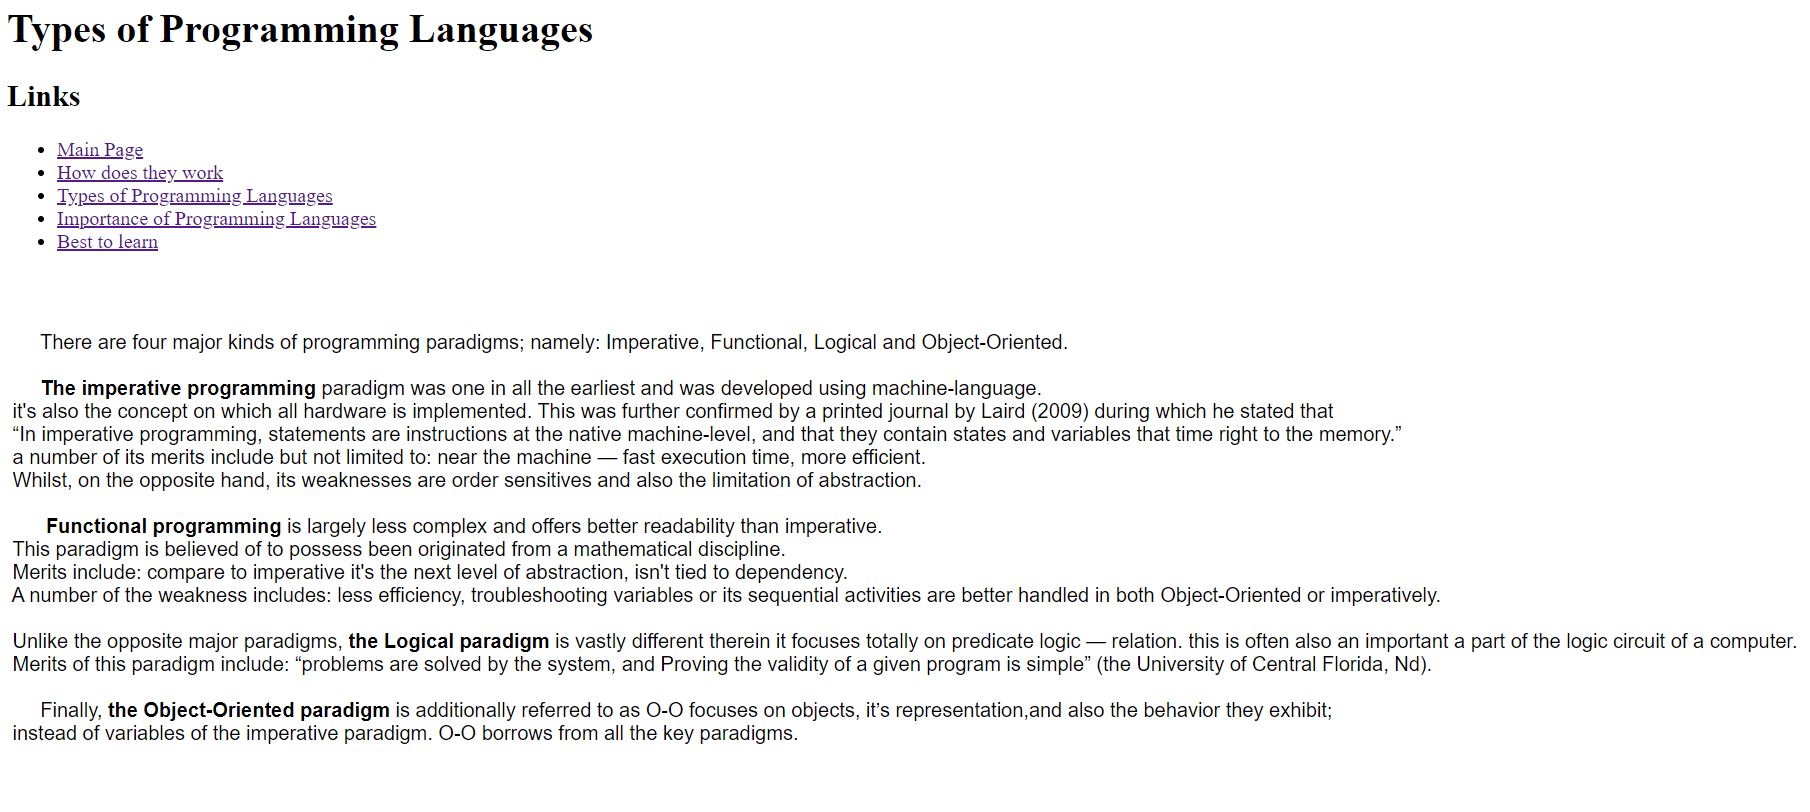 Types of Programming Languages
Links
Main Page
How does they work
Types of Programming Languages
Importance of Programming Languages
Best to learn
There are four major kinds of programming paradigms; namely: Imperative, Functional, Logical and Object-Oriented.
The imperative programming paradigm was one in all the earliest and was developed using machine-language.
it's also the concept on which all hardware is implemented. This was further confirmed by a printed journal by Laird (2009) during which he stated that
“In imperative programming, statements are instructions at the native machine-level, and that they contain states and variables that time right to the memory.”
a number of its merits include but not limited to: near the machine — fast execution time, more efficient.
Whilst, on the opposite hand, its weaknesses are order sensitives and also the limitation of abstraction.
Functional programming is largely less complex and offers better readability than imperative.
This paradigm is believed of to possess been originated from a mathematical discipline.
Merits include: compare to imperative it's the next level of abstraction, isn't tied to dependency.
A number of the weakness includes: less efficiency, troubleshooting variables or its sequential activities are better handled in both Object-Oriented or imperatively.
Unlike the opposite major paradigms, the Logical paradigm is vastly different therein it focuses totally on predicate logic — relation. this is often also an important a part of the logic circuit of a computer.
Merits of this paradigm include: “problems are solved by the system, and Proving the validity of a given program is simple” (the University of Central Florida, Nd).
Finally, the Object-Oriented paradigm is additionally referred to as O-O focuses on objects, it’s representation,and also the behavior they exhibit;
instead of variables of the imperative paradigm. O-O borrows from all the key paradigms.